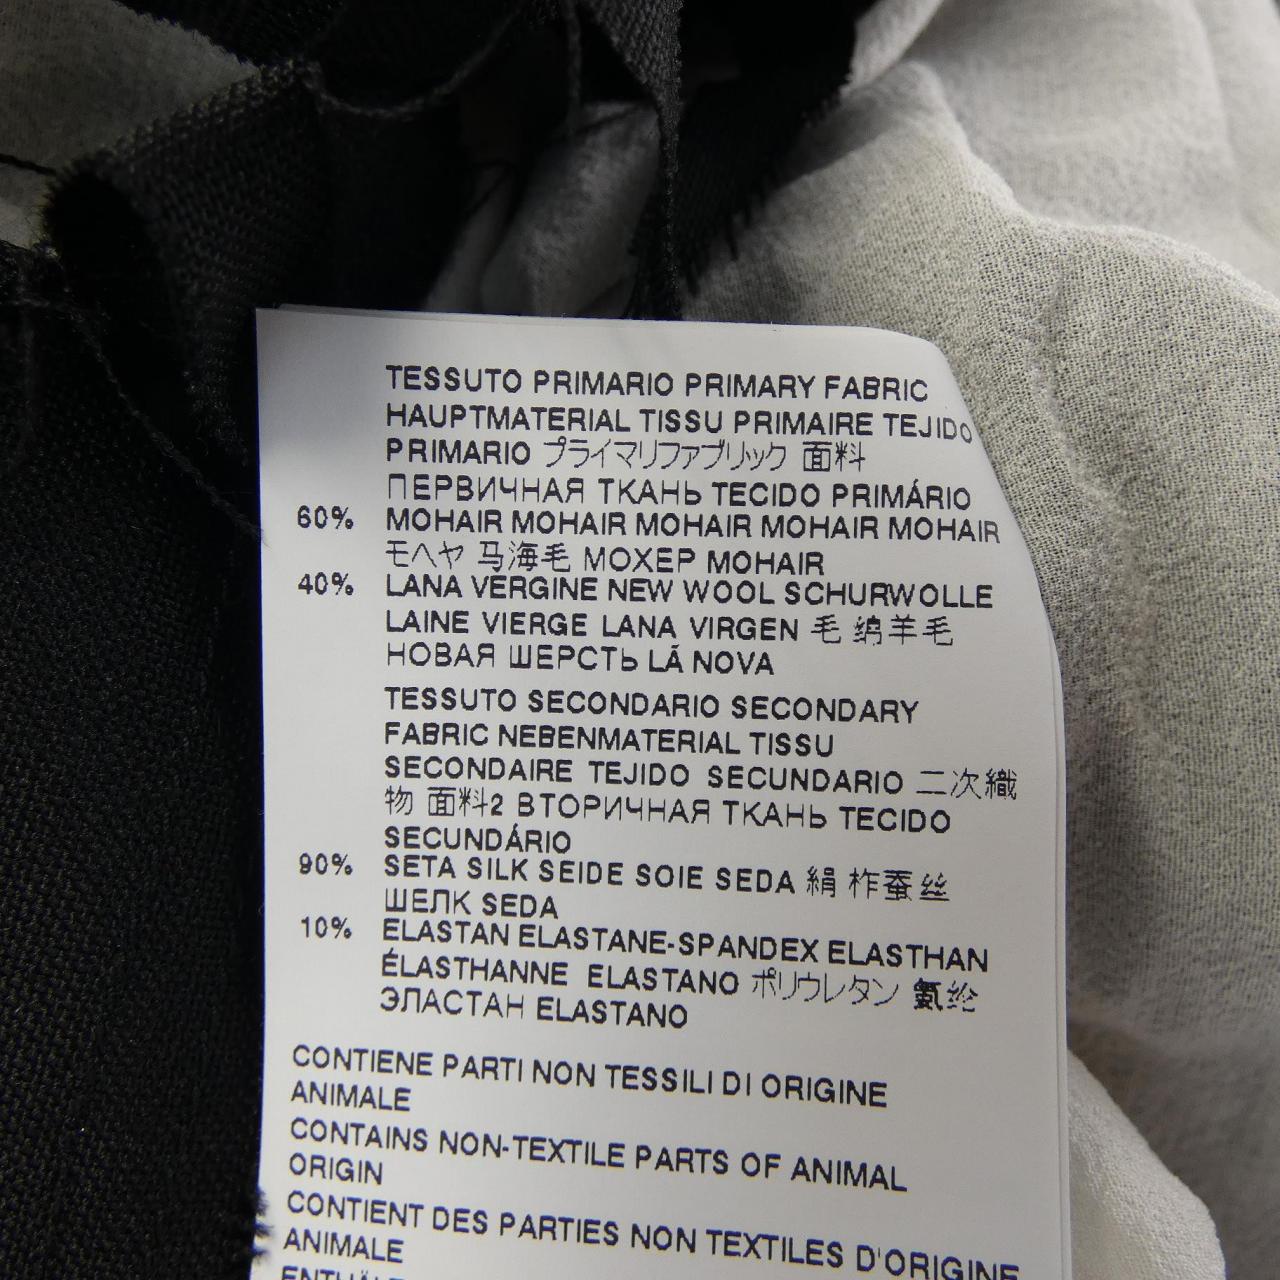 TESSUTO PRIMARIO PRIMARY FABRIC
HAUPTMATERIAL TISSU PRIMAIRE TEJIDO
PRIMARIO プライマリファブリック 面料
ПЕРВИЧНАЯ ТКАНЬ TECIDO PRIMÁRIO
60% MOHAIR MOHAIR MOHAIR MOHAIR MOHAIR
モヘヤ 马海毛 МОХЕР MOHAIR
40% LANA VERGINE NEW WOOL SCHURWOLLE
LAINE VIERGE LANA VIRGEN 毛 绵羊毛
НОВАЯ ШЕРСТЬ LÃ NOVA
TESSUTO SECONDARIO SECONDARY
FABRIC NEBENMATERIAL TISSU
SECONDAIRE TEJIDO SECUNDARIO 二次織
物 面料2 ВТОРИЧНАЯ ТКАНЬ TECIDO
SECUNDÁRIO
90% SETA SILK SEIDE SOIE SEDA 絹 柞蚕丝
ШЕЛК SEDA
10% ELASTAN ELASTANE-SPANDEX ELASTHAN
ÉLASTHANNE ELASTANO ポリウレタン 氨纶
ЭЛАСТАН ELASTANO
CONTIENE PARTI NON TESSILI DI ORIGINE
ANIMALE
CONTAINS NON-TEXTILE PARTS OF ANIMAL
ORIGIN
CONTIENT DES PARTIES NON TEXTILES D'ORIGINE
ANIMALE